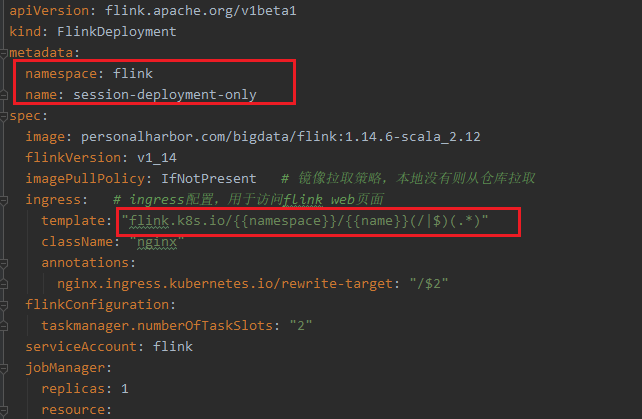 apiVersion: flink.apache.org/v1beta1
kind: FlinkDeployment
metadata:
  namespace: flink
  name: session-deployment-only
spec:
  image: personalharbor.com/bigdata/flink:1.14.6-scala_2.12
  flinkVersion: v1_14
  imagePullPolicy: IfNotPresent   # 镜像拉取策略，本地没有则从仓库拉取
  ingress:   # ingress配置，用于访问flink web页面
    template: "flink.k8s.io/{{namespace}}/{{name}}(/|$)(.*)"
    className: "nginx"
    annotations:
      nginx.ingress.kubernetes.io/rewrite-target: "/$2"
  flinkConfiguration:
    taskmanager.numberOfTaskSlots: "2"
  serviceAccount: flink
  jobManager:
    replicas: 1
    resource: